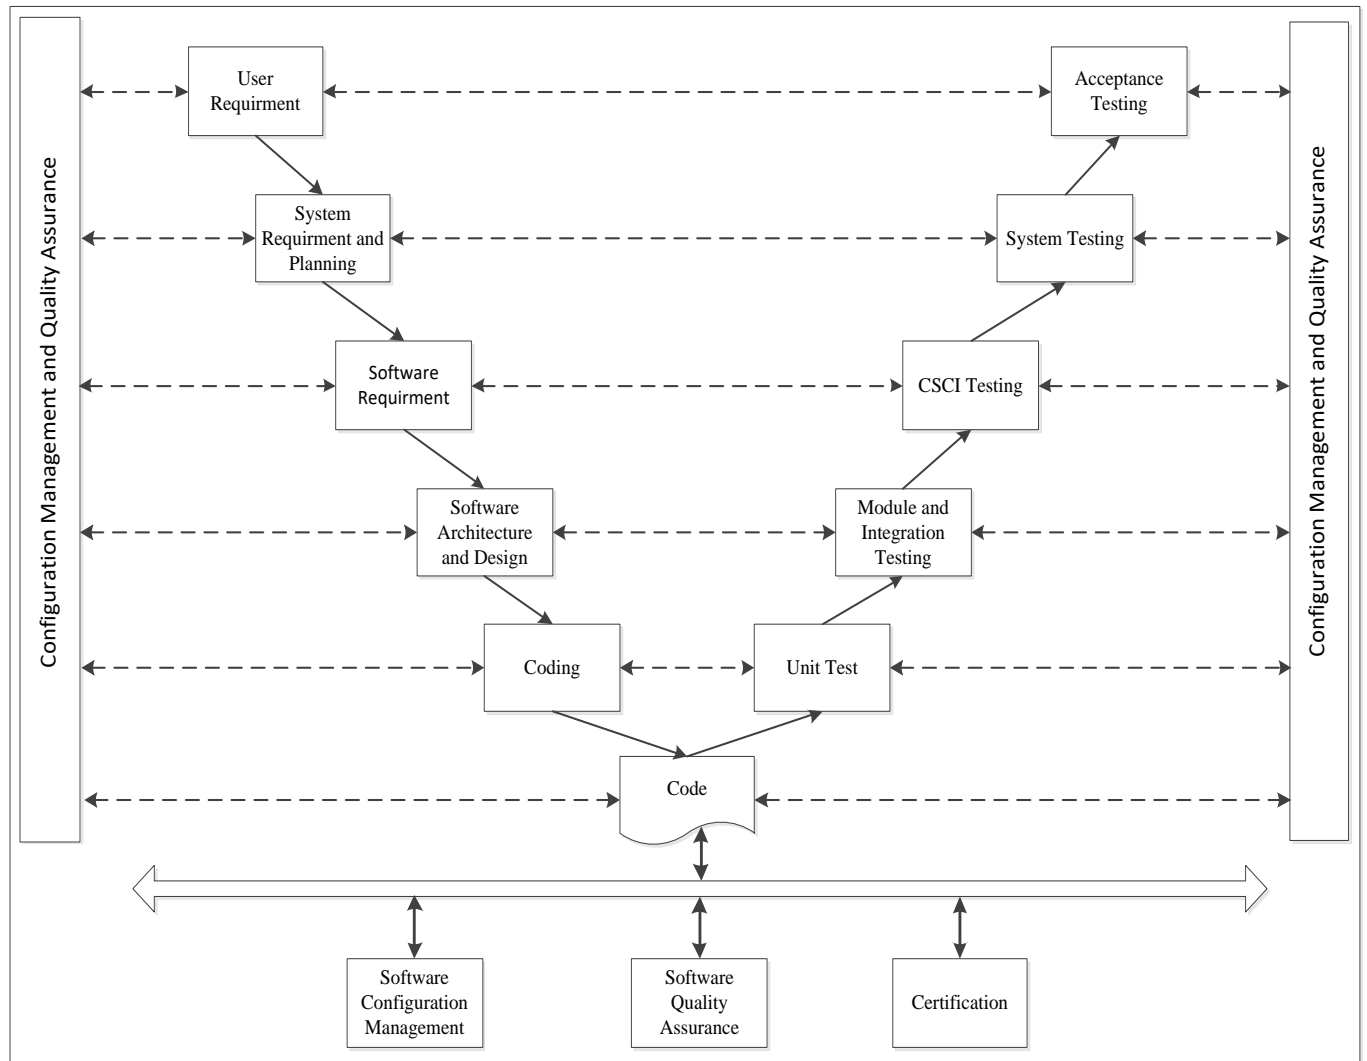 Configuration Management and Quality Assurance
User
Requirment
Acceptance
Testing
Configuration Management and Quality Assurance
System
Requirment and
Planning
System Testing
Software
Requirment
CSCI Testing
Software
Architecture
and Design
Module and
Integration
Testing
Coding
Unit Test
Code
Software
Configuration
Management
Software
Quality
Assurance
Certification